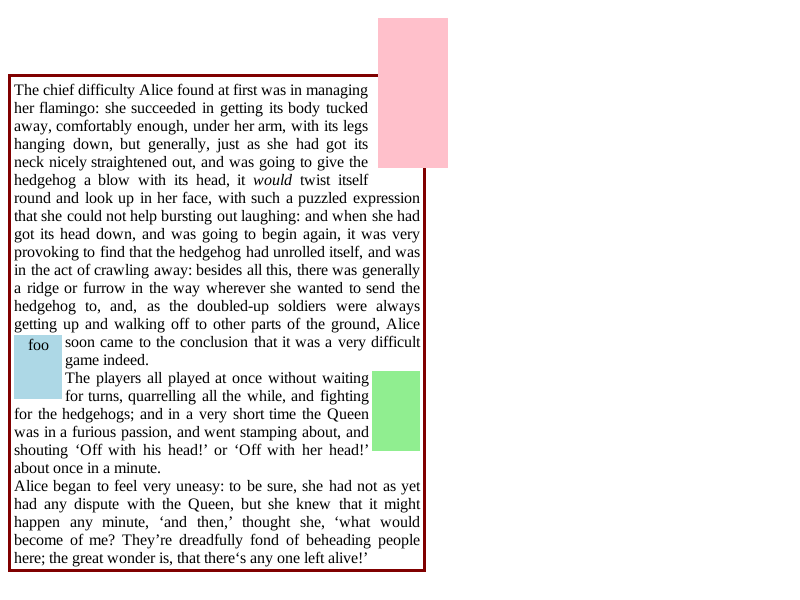 The chief difficulty Alice found at first was in managing
her flamingo: she succeeded in getting its body tucked
away, comfortably enough, under her arm, with its legs
hanging down, but generally, just as she had got its
neck nicely straightened out, and was going to give the
hedgehog a blow with its head, it would twist itself
round and look up in her face, with such a puzzled expression
that she could not help bursting out laughing: and when she had
got its head down, and was going to begin again, it was very
provoking to find that the hedgehog had unrolled itself, and was
in the act of crawling away: besides all this, there was generally
a ridge or furrow in the way wherever she wanted to send the
hedgehog to, and, as the doubled-up soldiers were always
getting up and walking off to other parts of the ground, Alice
foo
soon came to the conclusion that it was a very difficult
game indeed.
The players all played at once without waiting
for turns, quarrelling all the while, and fighting
for the hedgehogs; and in a very short time the Queen
was in a furious passion, and went stamping about, and
shouting ‘Off with his head!’ or ‘Off with her head!’
about once in a minute.
Alice began to feel very uneasy: to be sure, she had not as yet
had any dispute with the Queen, but she knew that it might
happen any minute, ‘and then,’ thought she, ‘what would
become of me? They’re dreadfully fond of beheading people
here; the great wonder is, that there‘s any one left alive!’